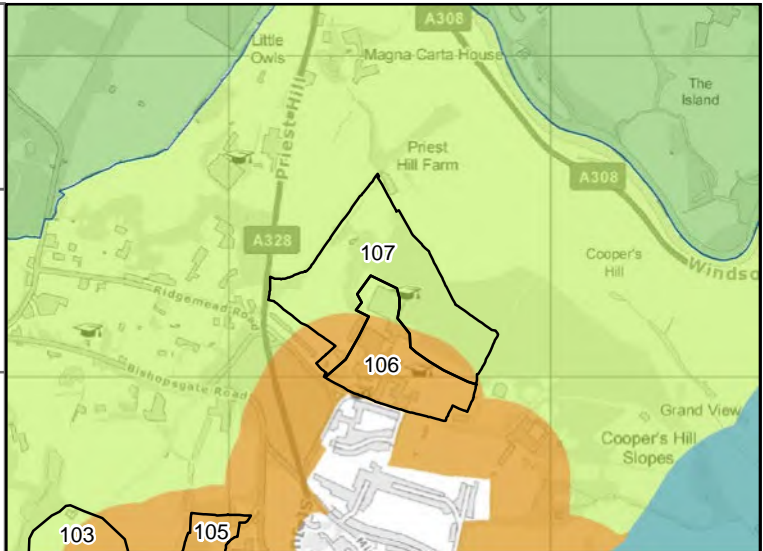 A308
Little
Owls
Magna Carta House
The
Island
Priest Hill
Priest
Hill Farm
A308
A328
107
Cooper's
Hill
Windso
Ridgemead Road
106
Bishopsgate Road
Grand View
Cooper's Hill
Slopes
103
105